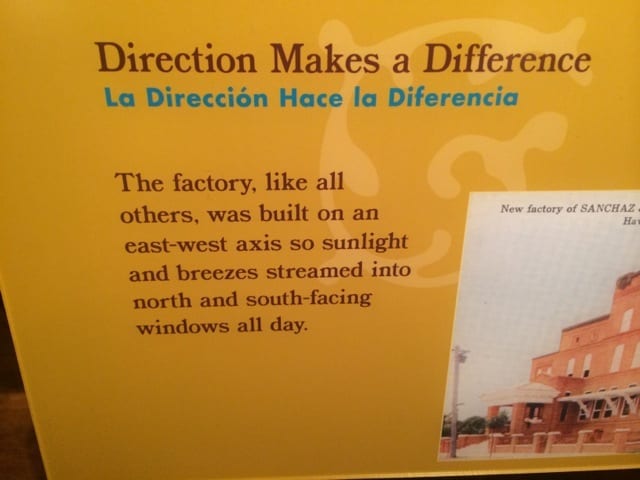 Direction Makes a Difference
La Dirección Hace la Diferencia
The factory, like all
others, was built on an
east-west axis so sunlight
and breezes streamed into
north and south-facing
windows all day.
New factory of SANCHAZ